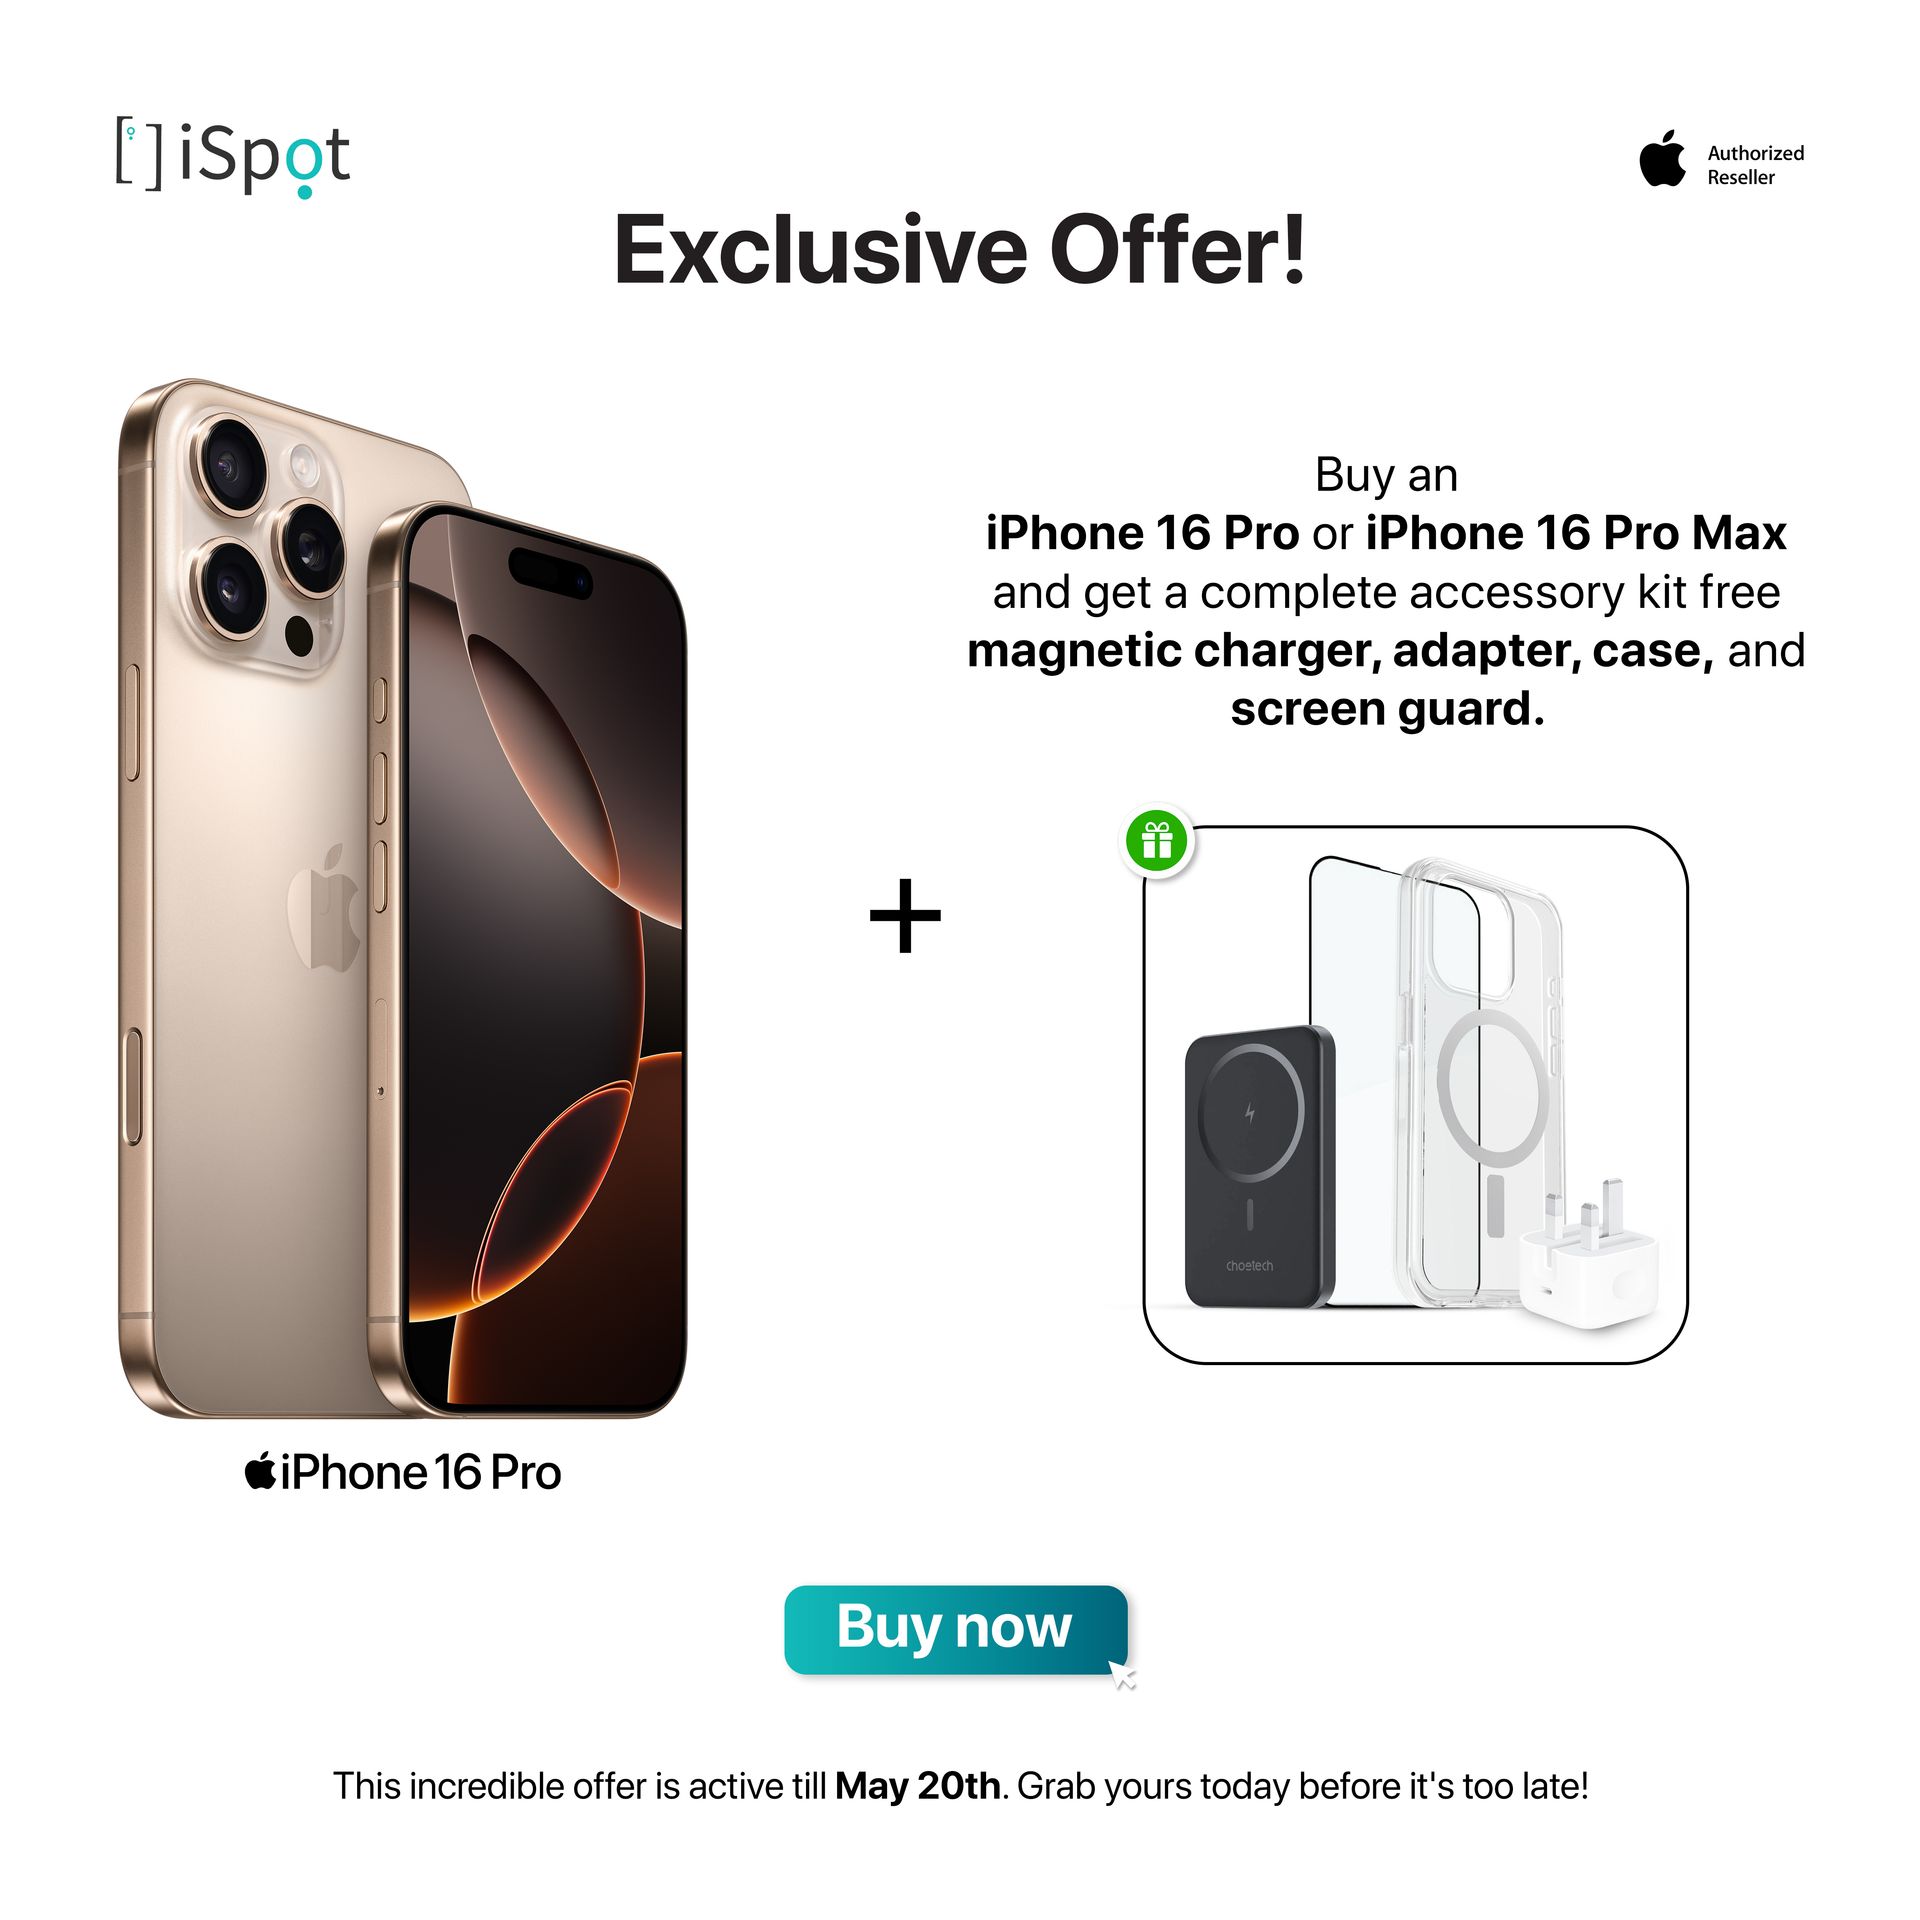 iSpot
Authorized
Reseller
Exclusive Offer!
Buy an
iPhone 16 Pro or iPhone 16 Pro Max
and get a complete accessory kit free
magnetic charger, adapter, case, and
screen guard.
choetech
iPhone 16 Pro
Buy now
This incredible offer is active till May 20th. Grab yours today before it's too late!